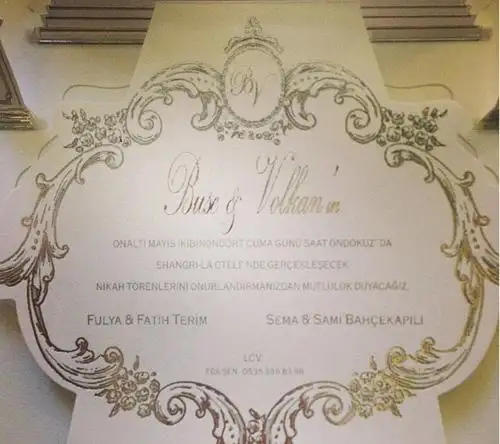 BV
Buse & Volkan'ın
ONALTI MAYIS İKİBİNONDÖRT CUMA GÜNÜ SAAT ONDOKUZ'DA
SHANGRI-LA OTELİ'NDE GERÇEKLEŞECEK
NİKAH TÖRENLERİNİ ONURLANDIRMANIZDAN MUTLULUK DUYACAĞIZ.
FULYA & FATİH TERİM
SEMA & SAMİ BAHÇEKAPILI
LCV.